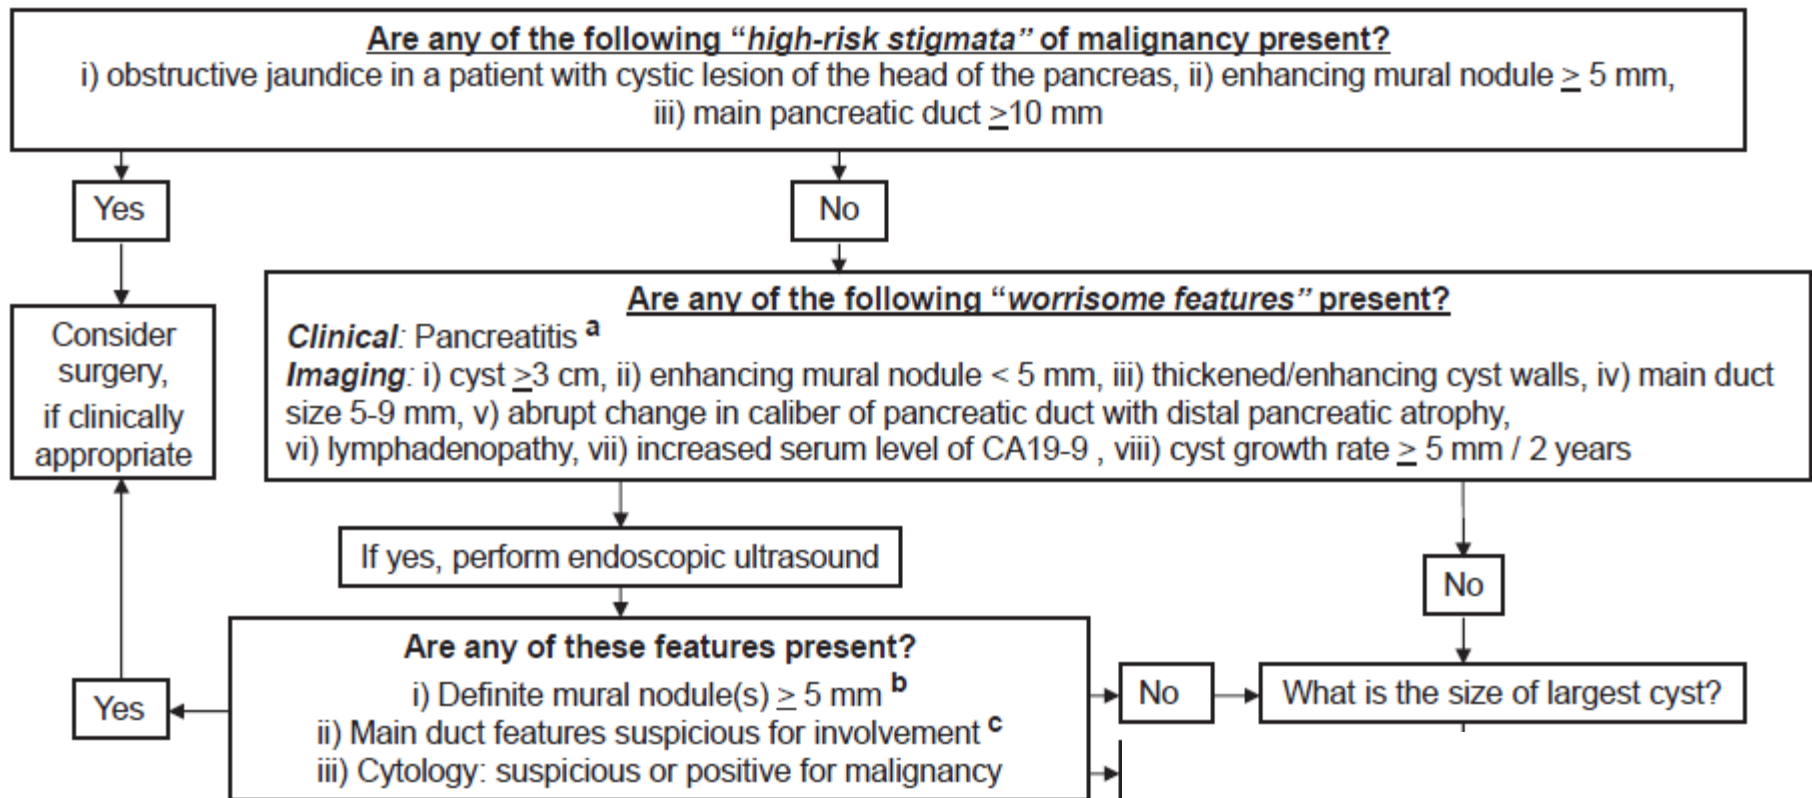 Are any of the following “high-risk stigmata” of malignancy present?
i) obstructive jaundice in a patient with cystic lesion of the head of the pancreas, ii) enhancing mural nodule ≥ 5 mm,
iii) main pancreatic duct ≥10 mm
Yes
No
Consider
surgery,
if clinically
appropriate
Are any of the following “worrisome features” present?
Clinical: Pancreatitis a
Imaging: i) cyst ≥3 cm, ii) enhancing mural nodule < 5 mm, iii) thickened/enhancing cyst walls, iv) main duct
size 5-9 mm, v) abrupt change in caliber of pancreatic duct with distal pancreatic atrophy,
vi) lymphadenopathy, vii) increased serum level of CA19-9 , viii) cyst growth rate ≥ 5 mm / 2 years
If yes, perform endoscopic ultrasound
No
Are any of these features present?
i) Definite mural nodule(s) ≥ 5 mm b
ii) Main duct features suspicious for involvement c
iii) Cytology: suspicious or positive for malignancy
Yes
No
What is the size of largest cyst?